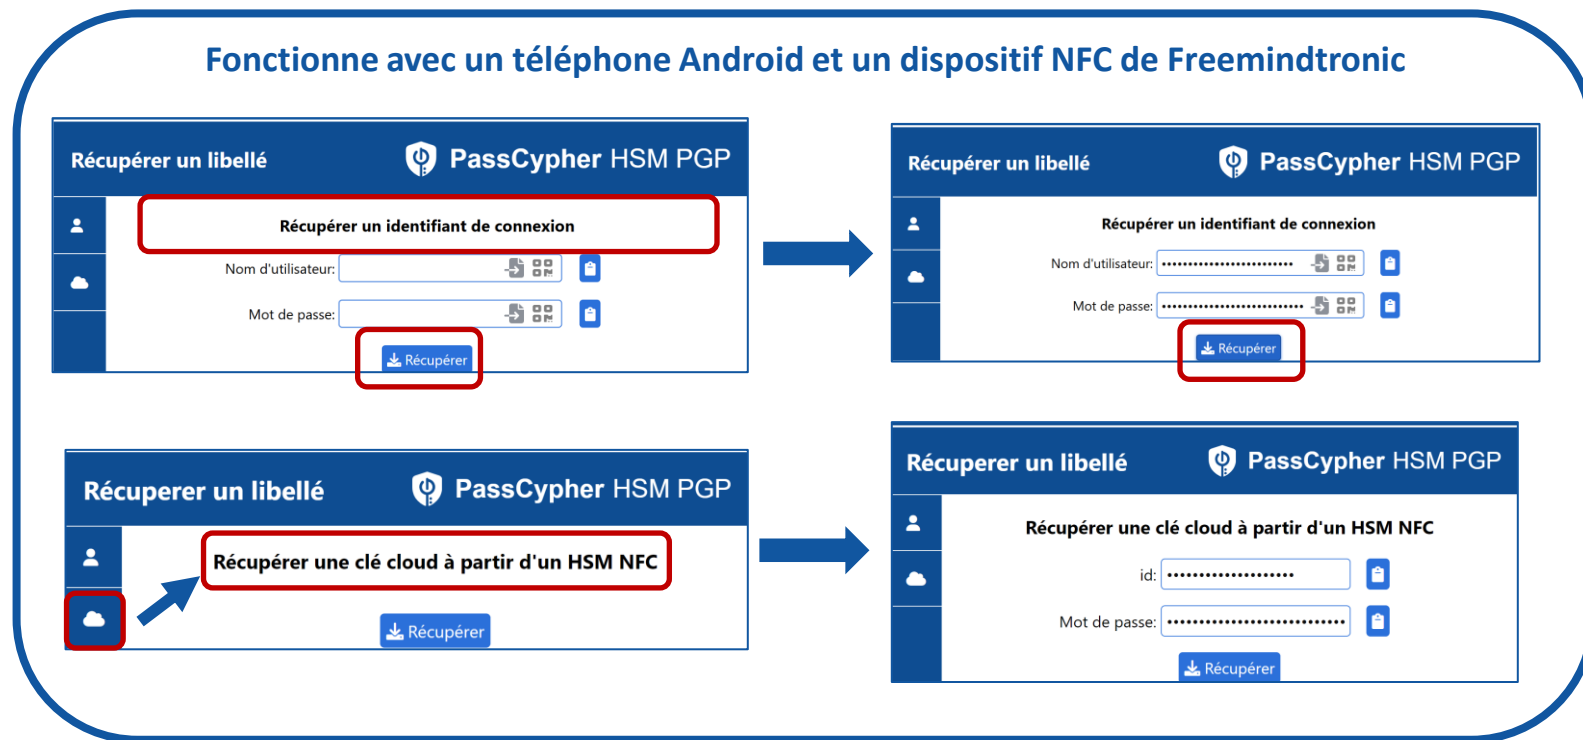 Fonctionne avec un téléphone Android et un dispositif NFC de Freemindtronic
Récupérer un libellé
PassCypher HSM PGP
Récupérer un identifiant de connexion
Nom d'utilisateur:
Mot de passe:
Récupérer
Récupérer un libellé
PassCypher HSM PGP
Récupérer un identifiant de connexion
Nom d'utilisateur:
Mot de passe:
Récupérer
Récuperer un libellé
PassCypher HSM PGP
Récupérer une clé cloud à partir d'un HSM NFC
Récupérer
Récuperer un libellé
PassCypher HSM PGP
Récupérer une clé cloud à partir d'un HSM NFC
id:
Mot de passe:
Récupérer